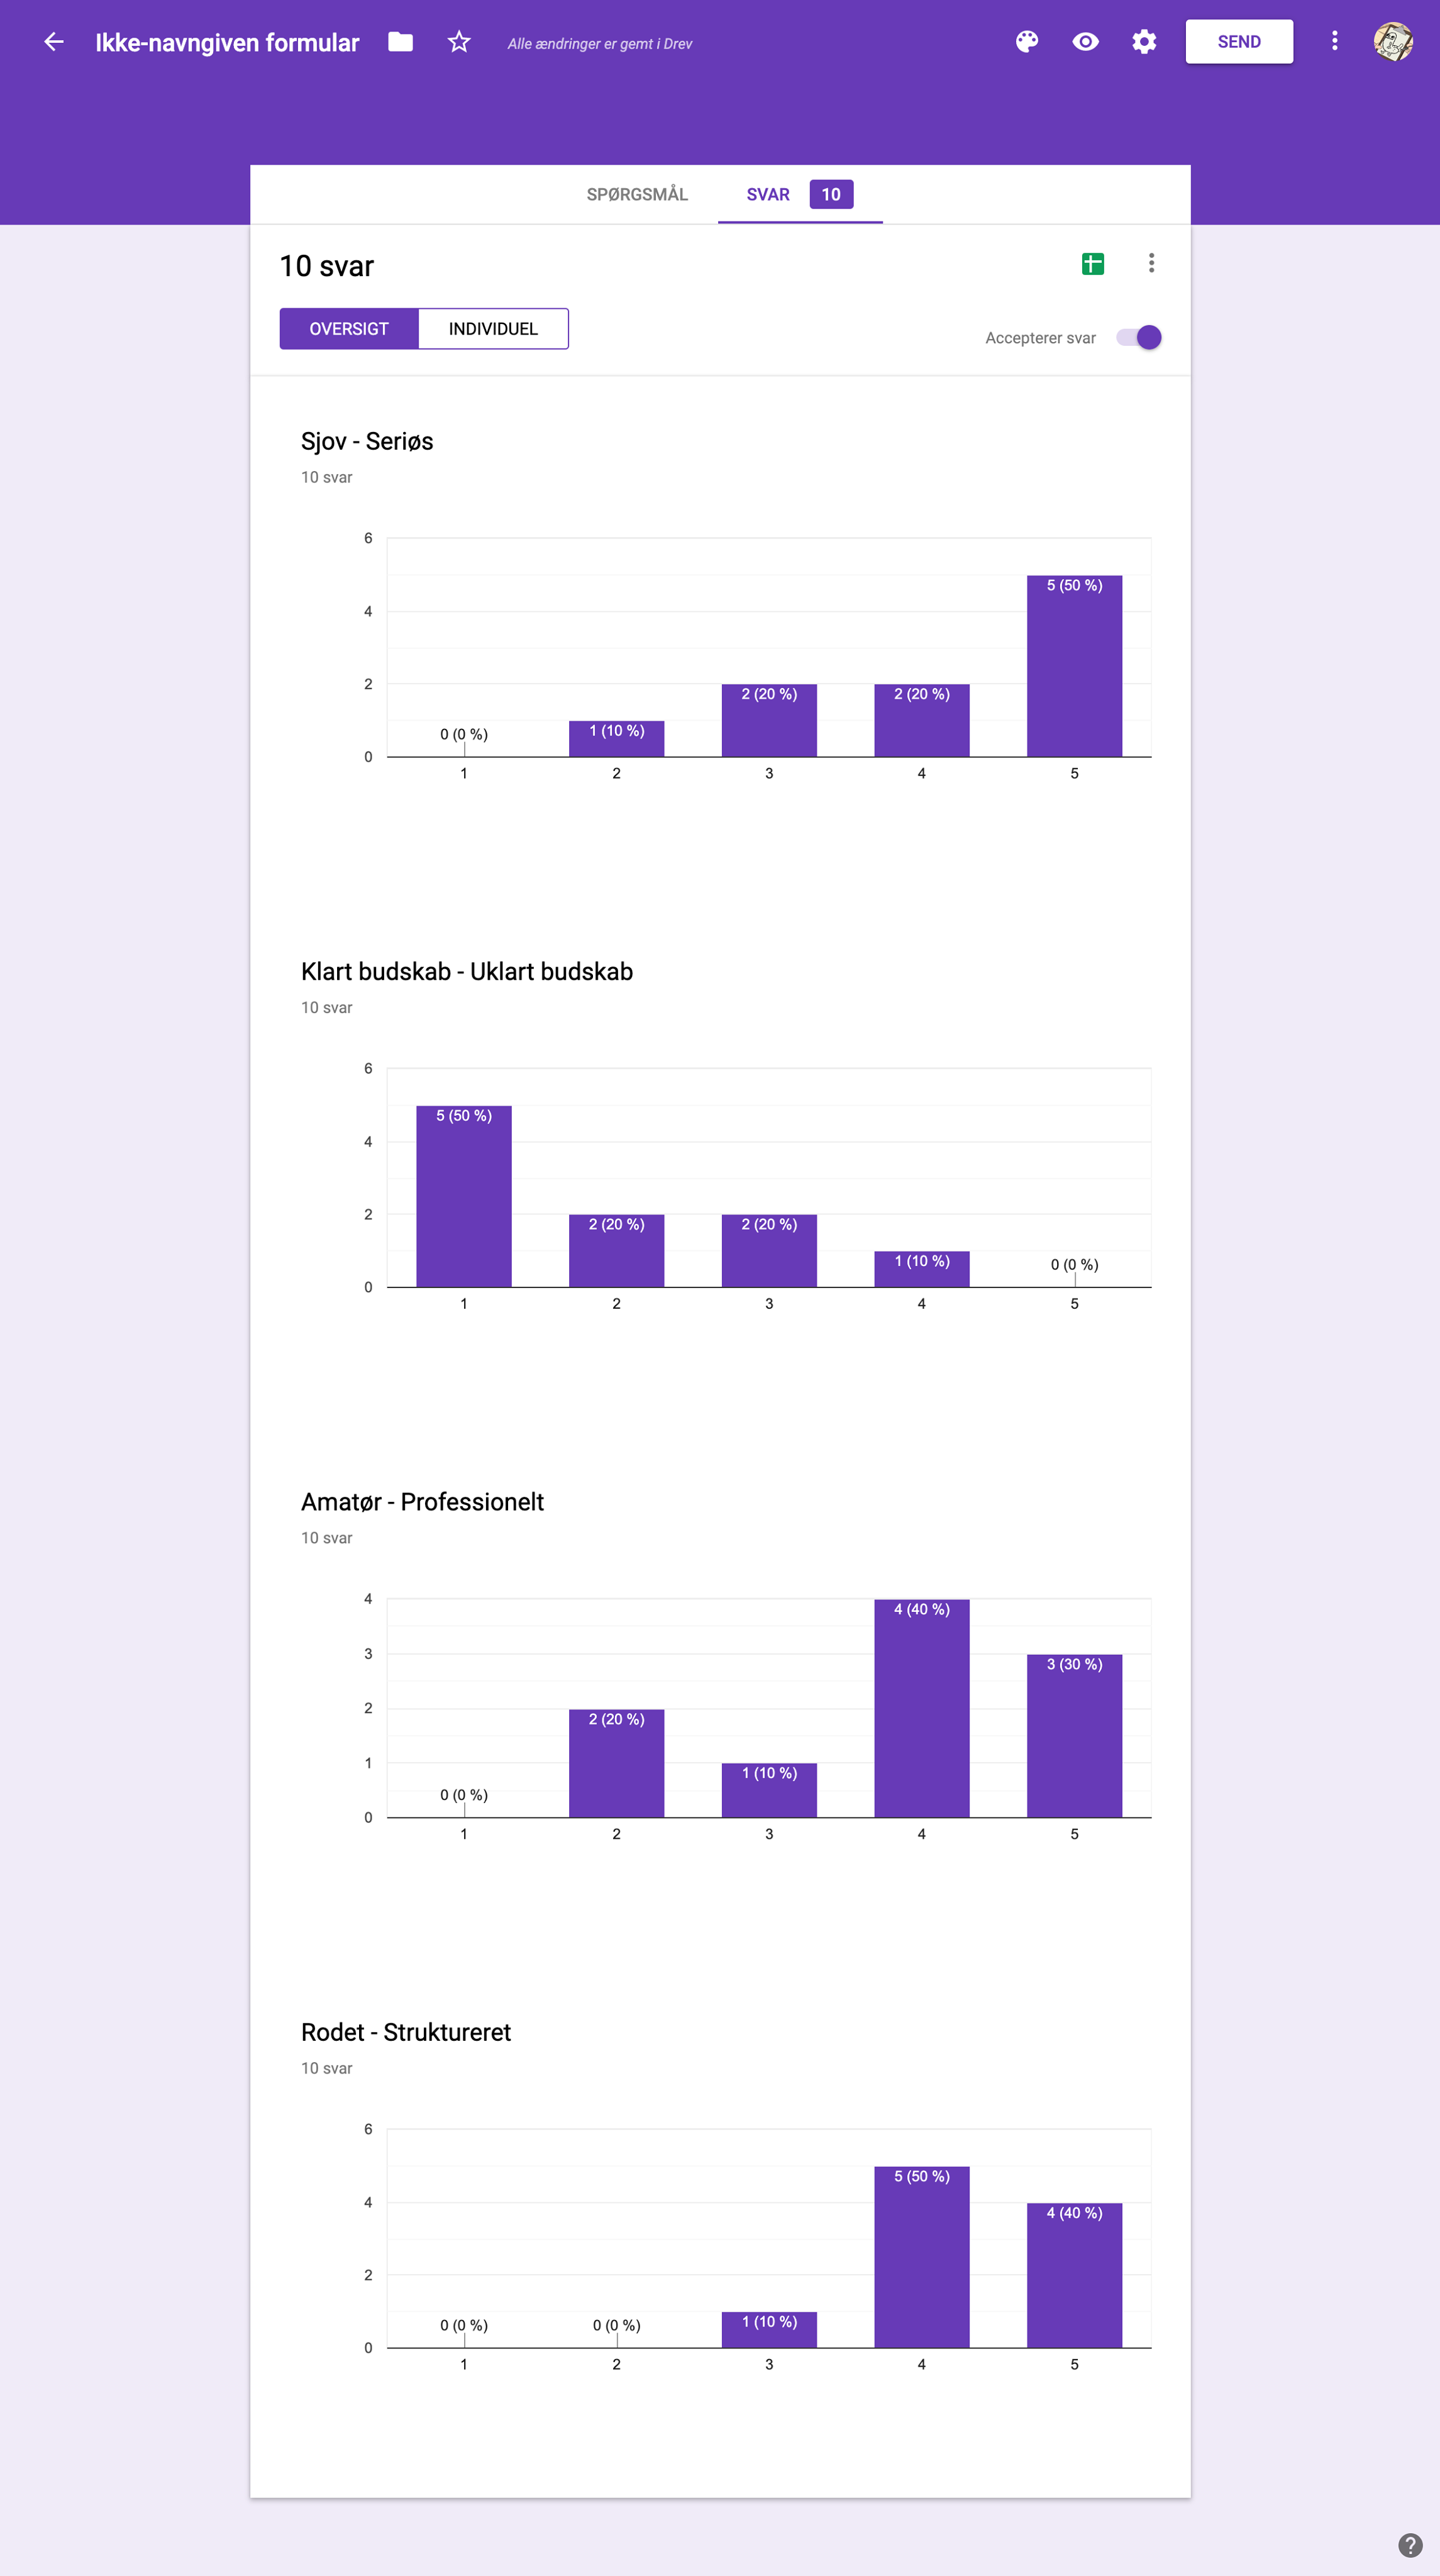 Ikke-navngiven formular
Alle ændringer er gemt i Drev
SEND
SPØRGSMÅL
SVAR 10
10 svar
OVERSIGT
INDIVIDUEL
Accepterer svar
Sjov - Seriøs
10 svar
6
4
2
0
0 (0 %)
1 (10 %)
2 (20 %)
2 (20 %)
5 (50 %)
1 2 3 4 5
Klart budskab - Uklart budskab
10 svar
6
4
2
0
5 (50 %)
2 (20 %)
2 (20 %)
1 (10 %)
0 (0 %)
1 2 3 4 5
Amatør - Professionelt
10 svar
4
3
2
1
0
0 (0 %)
2 (20 %)
1 (10 %)
4 (40 %)
3 (30 %)
1 2 3 4 5
Rodet - Struktureret
10 svar
6
4
2
0
0 (0 %)
0 (0 %)
1 (10 %)
5 (50 %)
4 (40 %)
1 2 3 4 5
?